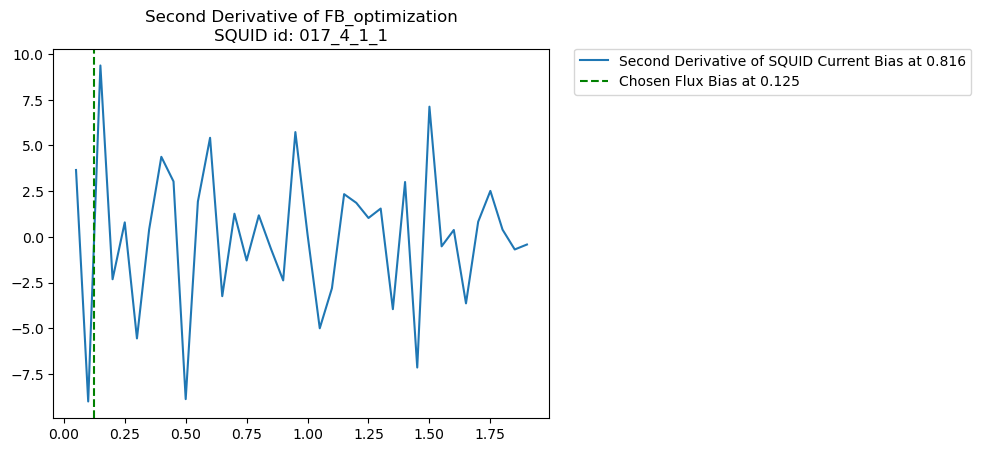 Second Derivative of FB_optimization
SQUID id: 017_4_1_1
Second Derivative of SQUID Current Bias at 0.816
Chosen Flux Bias at 0.125
10.0
7.5
5.0
2.5
0.0
−2.5
−5.0
−7.5
0.00 0.25 0.50 0.75 1.00 1.25 1.50 1.75